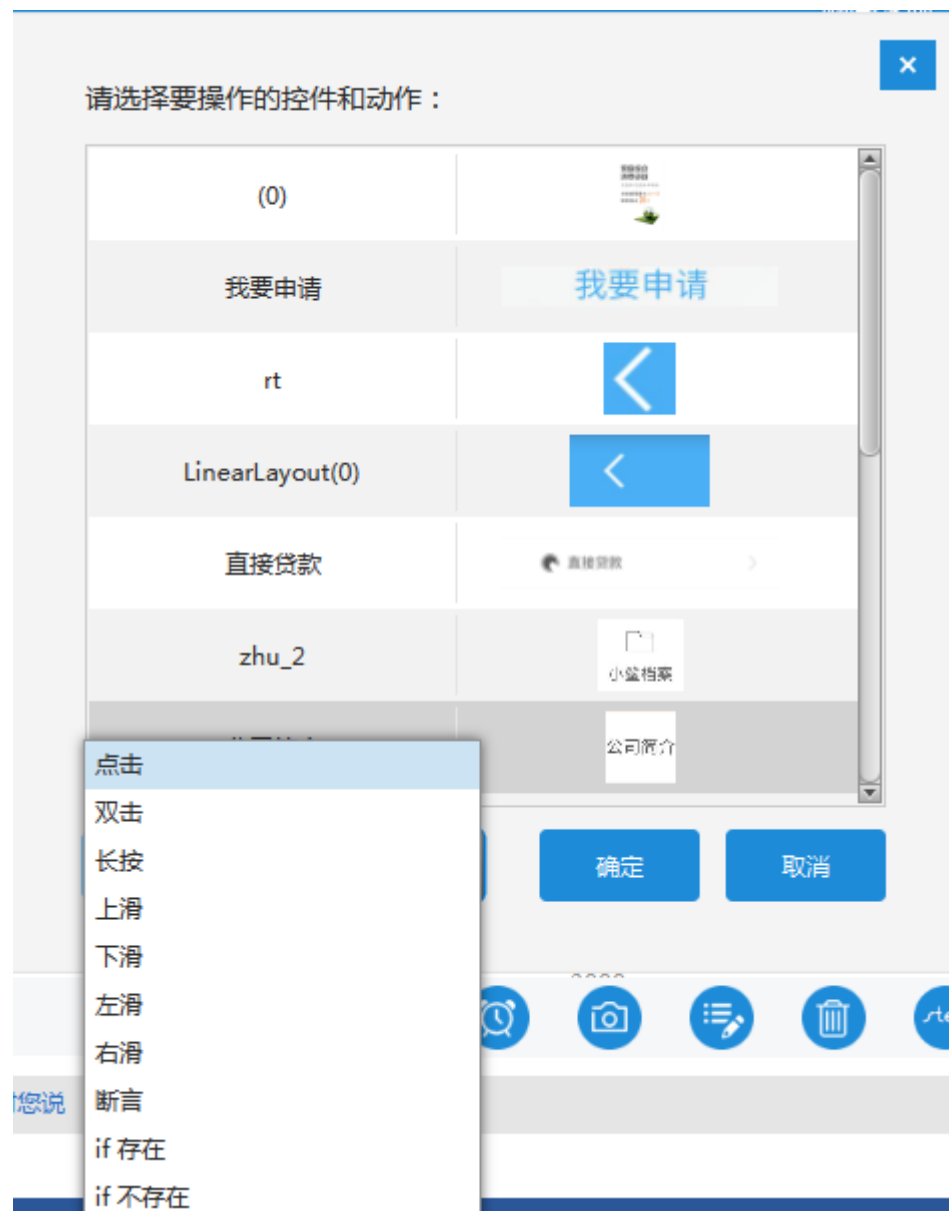 请选择要操作的控件和动作：
(0)
我要申请
我要申请
rt
LinearLayout(0)
直接贷款
直接贷款
zhu_2
小鲨档案
公司简介
点击
双击
长按
上滑
下滑
左滑
右滑
断言
if 存在
if 不存在
确定
取消
您说